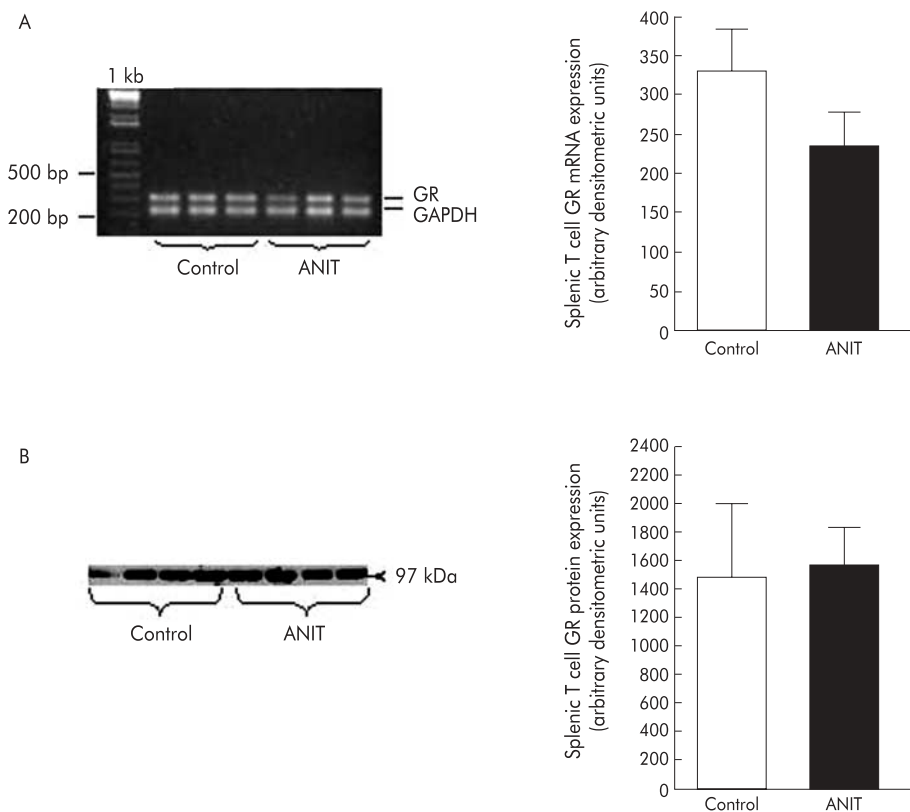 A
1 kb
500 bp
200 bp
GR
GAPDH
Control
ANIT
Splenic T cell GR mRNA expression
(arbitrary densitometric units)
400
350
300
250
200
150
100
50
0
Control
ANIT
B
97 kDa
Control
ANIT
Splenic T cell GR protein expression
(arbitrary densitometric units)
2400
2200
2000
1800
1600
1400
1200
1000
800
600
400
200
0
Control
ANIT